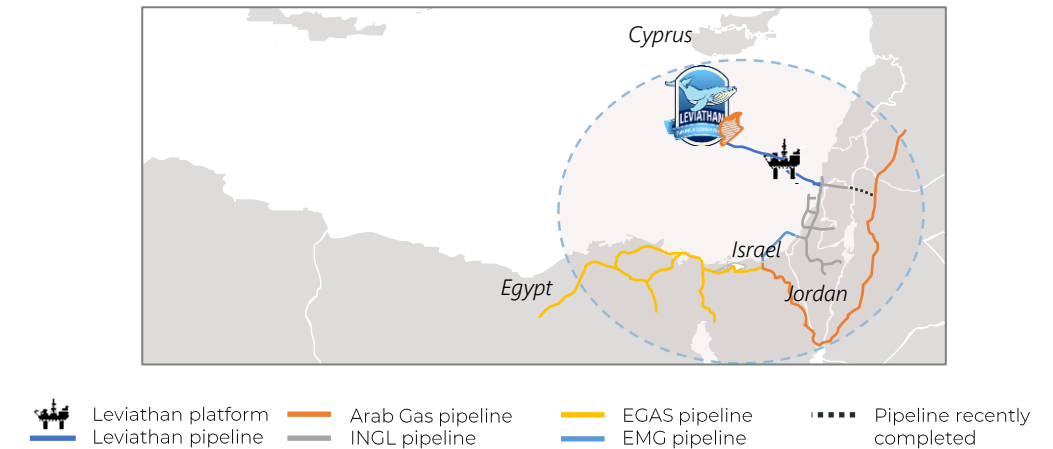 Cyprus
LEVIATHAN
Israel
Egypt
Jordan
Leviathan platform
Leviathan pipeline
Arab Gas pipeline
INGL pipeline
EGAS pipeline
EMG pipeline
Pipeline recently
completed